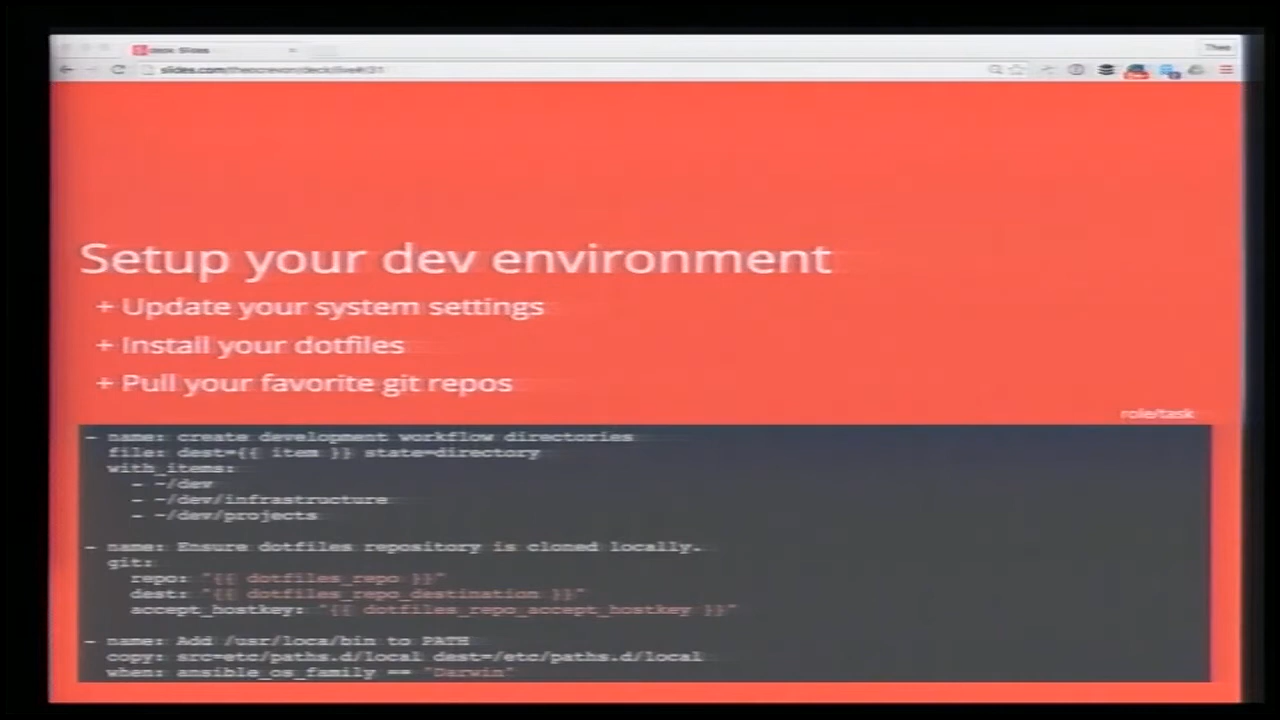 Slides
Theo
Setup your dev environment
+ Update your system settings
+ Install your dotfiles
+ Pull your favorite git repos
role/task
- name: create development workflow directories
file: dest={{ item }} state=directory
with_items:
- ~/dev
- ~/dev/infrastructure
- ~/dev/projects
- name: Ensure dotfiles repository is cloned locally.
git:
repo: "{{ dotfiles_repo }}"
dest: "{{ dotfiles_repo_destination }}"
accept_hostkey: "{{ dotfiles_repo_accept_hostkey }}"
- name: Add /usr/loca/bin to PATH
copy: src=etc/paths.d/local dest=/etc/paths.d/local
when: ansible_os_family == "Darwin"